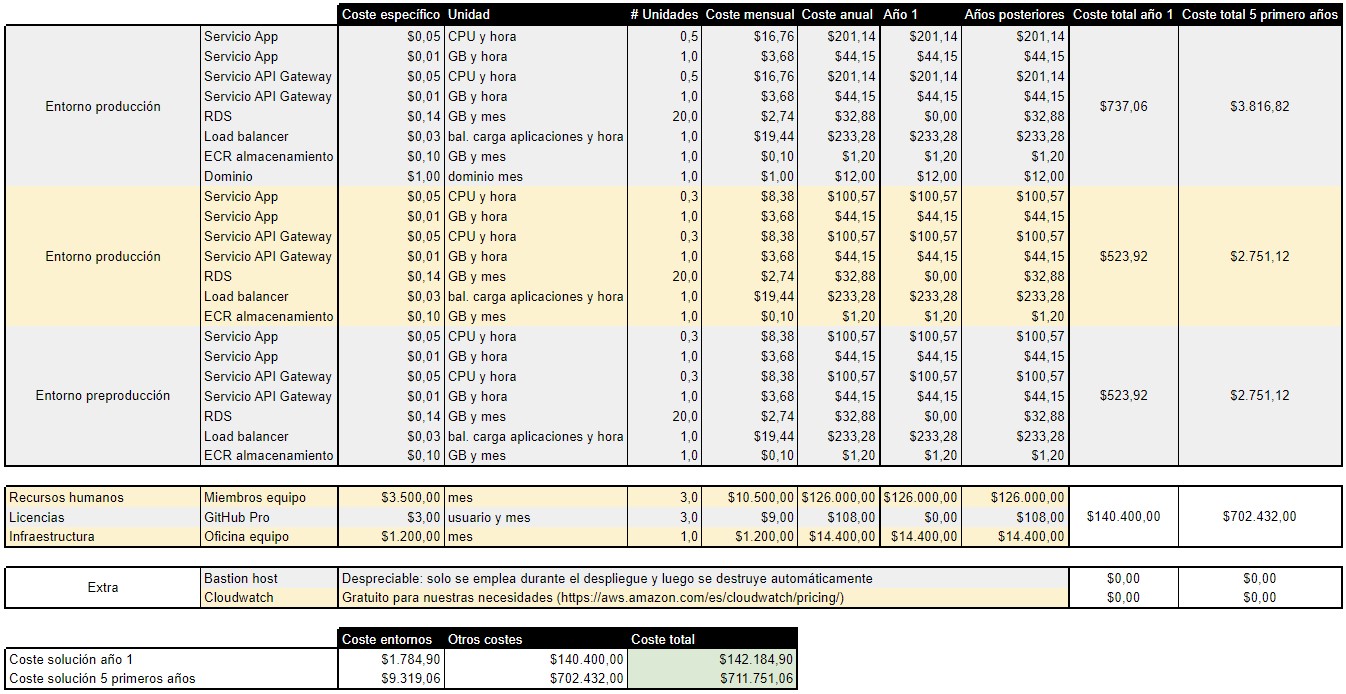 Coste específico Unidad # Unidades Coste mensual Coste anual Año 1 Años posteriores Coste total año 1 Coste total 5 primero años
Entorno producción
Servicio App $0,05 CPU y hora 0,5 $16,76 $201,14 $201,14 $201,14
Servicio App $0,01 GB y hora 1,0 $3,68 $44,15 $44,15 $44,15
Servicio API Gateway $0,05 CPU y hora 0,5 $16,76 $201,14 $201,14 $201,14
Servicio API Gateway $0,01 GB y hora 1,0 $3,68 $44,15 $44,15 $44,15
RDS $0,14 GB y mes 20,0 $2,74 $32,88 $0,00 $32,88
Load balancer $0,03 bal. carga aplicaciones y hora 1,0 $19,44 $233,28 $233,28 $233,28
ECR almacenamiento $0,10 GB y mes 1,0 $0,10 $1,20 $1,20 $1,20
Dominio $1,00 dominio mes 1,0 $1,00 $12,00 $12,00 $12,00
$737,06 $3.816,82
Entorno producción
Servicio App $0,05 CPU y hora 0,3 $8,38 $100,57 $100,57 $100,57
Servicio App $0,01 GB y hora 1,0 $3,68 $44,15 $44,15 $44,15
Servicio API Gateway $0,05 CPU y hora 0,3 $8,38 $100,57 $100,57 $100,57
Servicio API Gateway $0,01 GB y hora 1,0 $3,68 $44,15 $44,15 $44,15
RDS $0,14 GB y mes 20,0 $2,74 $32,88 $0,00 $32,88
Load balancer $0,03 bal. carga aplicaciones y hora 1,0 $19,44 $233,28 $233,28 $233,28
ECR almacenamiento $0,10 GB y mes 1,0 $0,10 $1,20 $1,20 $1,20
$523,92 $2.751,12
Entorno preproducción
Servicio App $0,05 CPU y hora 0,3 $8,38 $100,57 $100,57 $100,57
Servicio App $0,01 GB y hora 1,0 $3,68 $44,15 $44,15 $44,15
Servicio API Gateway $0,05 CPU y hora 0,3 $8,38 $100,57 $100,57 $100,57
Servicio API Gateway $0,01 GB y hora 1,0 $3,68 $44,15 $44,15 $44,15
RDS $0,14 GB y mes 20,0 $2,74 $32,88 $0,00 $32,88
Load balancer $0,03 bal. carga aplicaciones y hora 1,0 $19,44 $233,28 $233,28 $233,28
ECR almacenamiento $0,10 GB y mes 1,0 $0,10 $1,20 $1,20 $1,20
$523,92 $2.751,12
Recursos humanos Miembros equipo $3.500,00 mes 3,0 $10.500,00 $126.000,00 $126.000,00 $126.000,00
Licencias GitHub Pro $3,00 usuario y mes 3,0 $9,00 $108,00 $0,00 $108,00
Infraestructura Oficina equipo $1.200,00 mes 1,0 $1.200,00 $14.400,00 $14.400,00 $14.400,00
$140.400,00 $702.432,00
Extra
Bastion host Despreciable: solo se emplea durante el despliegue y luego se destruye automáticamente $0,00 $0,00
Cloudwatch Gratuito para nuestras necesidades (https://aws.amazon.com/es/cloudwatch/pricing/) $0,00 $0,00
Coste entornos Otros costes Coste total
Coste solución año 1 $1.784,90 $140.400,00 $142.184,90
Coste solución 5 primeros años $9.319,06 $702.432,00 $711.751,06